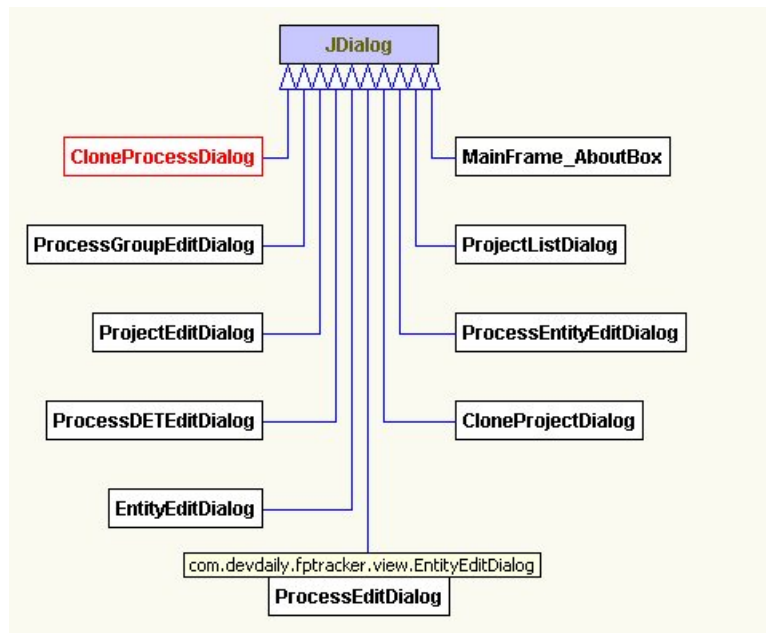 JDialog
CloneProcessDialog
MainFrame_AboutBox
ProcessGroupEditDialog
ProjectListDialog
ProjectEditDialog
ProcessEntityEditDialog
ProcessDETEditDialog
CloneProjectDialog
EntityEditDialog
com.devdaily.fptracker.view.EntityEditDialog
ProcessEditDialog